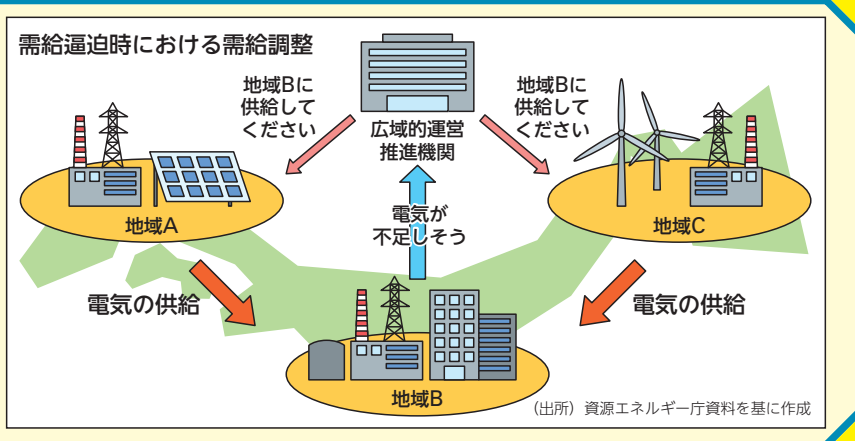 需給逼迫時における需給調整
地域Bに
供給して
ください
広域的運営
推進機関
地域Bに
供給して
ください
地域A
電気が
不足しそう
地域C
電気の供給
電気の供給
地域B
（出所）資源エネルギー庁資料を基に作成